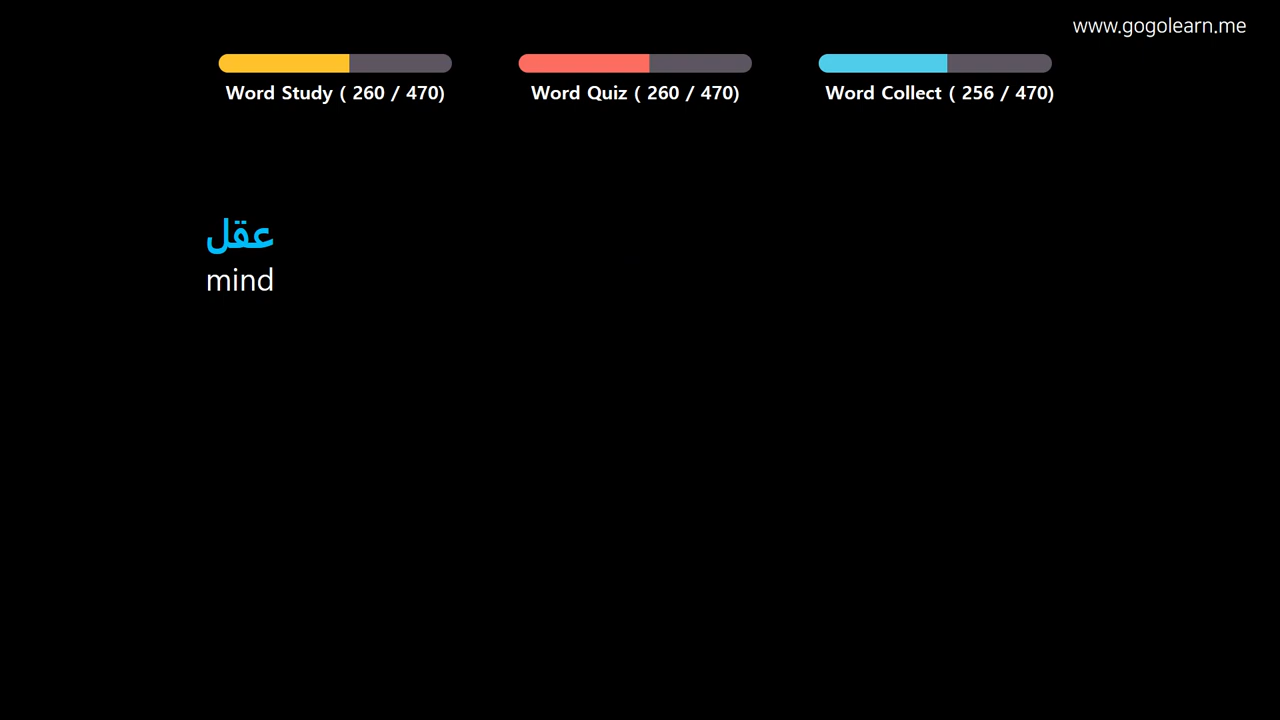 www.gogolearn.me
Word Study ( 260 / 470)
Word Quiz ( 260 / 470)
Word Collect ( 256 / 470)
عقل
mind